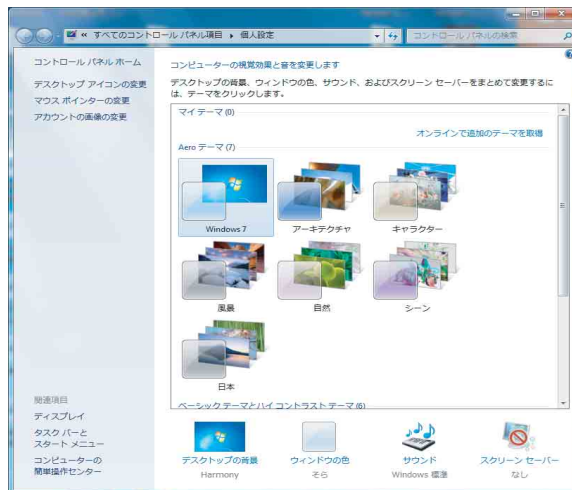 « すべてのコントロール パネル項目 ▸ 個人設定
コントロール パネルの検索
コントロール パネル ホーム
デスクトップ アイコンの変更
マウス ポインターの変更
アカウントの画像の変更
コンピューターの視覚効果と音を変更します
デスクトップの背景、ウィンドウの色、サウンド、およびスクリーン セーバーをまとめて変更するに
は、テーマをクリックします。
マイ テーマ (0)
オンラインで追加のテーマを取得
Aero テーマ (7)
Windows 7
アーキテクチャ
キャラクター
風景
自然
シーン
日本
ベーシック テーマとハイ コントラスト テーマ (6)
デスクトップの背景
Harmony
ウィンドウの色
そら
サウンド
Windows 標準
スクリーン セーバー
なし
関連項目
ディスプレイ
タスク バーと
スタート メニュー
コンピューターの
簡単操作センター